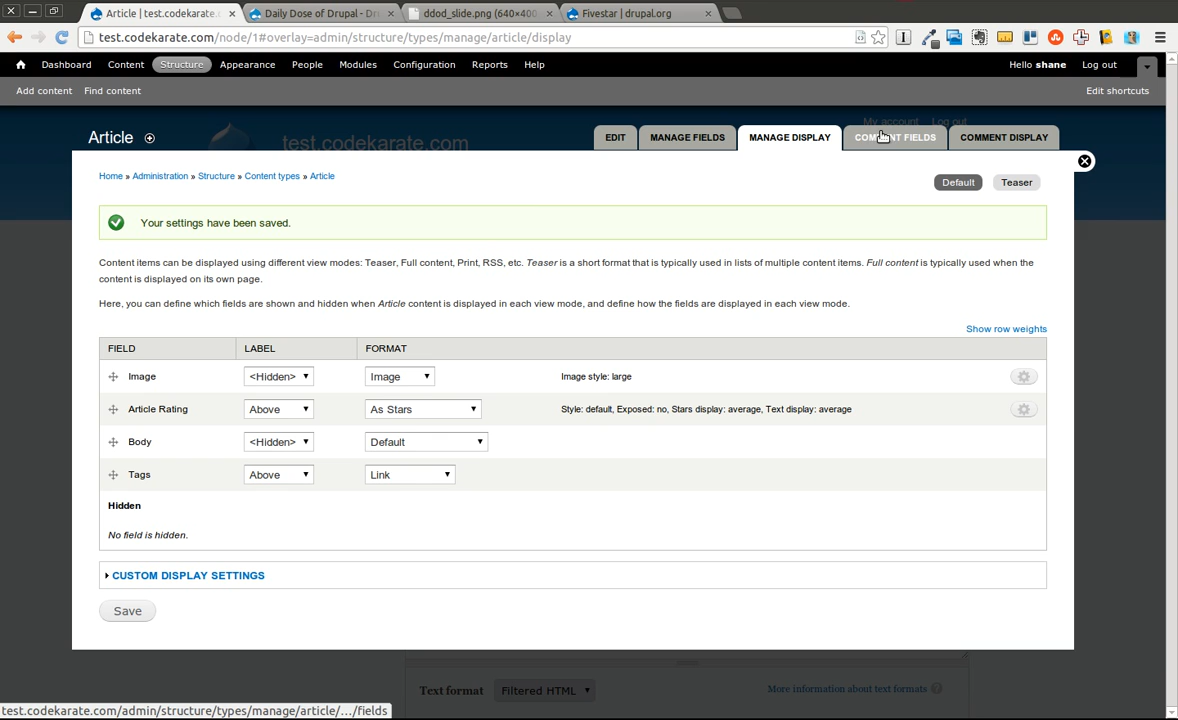 Article | test.codekarate.
Daily Dose of Drupal - Dr
ddod_slide.png (640×400
Fivestar | drupal.org
test.codekarate.com/node/1#overlay=admin/structure/types/manage/article/display
Dashboard Content Structure Appearance People Modules Configuration Reports Help
Hello shane Log out
Add content Find content
Edit shortcuts
My account Log out
Article
test.codekarate.com
EDIT MANAGE FIELDS MANAGE DISPLAY COMMENT FIELDS COMMENT DISPLAY
Home » Administration » Structure » Content types » Article
Default Teaser
Your settings have been saved.
Content items can be displayed using different view modes: Teaser, Full content, Print, RSS, etc. Teaser is a short format that is typically used in lists of multiple content items. Full content is typically used when the
content is displayed on its own page.
Here, you can define which fields are shown and hidden when Article content is displayed in each view mode, and define how the fields are displayed in each view mode.
Show row weights
FIELD LABEL FORMAT
Image <Hidden> Image Image style: large
Article Rating Above As Stars Style: default, Exposed: no, Stars display: average, Text display: average
Body <Hidden> Default
Tags Above Link
Hidden
No field is hidden.
CUSTOM DISPLAY SETTINGS
Save
Text format Filtered HTML More information about text formats
test.codekarate.com/admin/structure/types/manage/article/…/fields